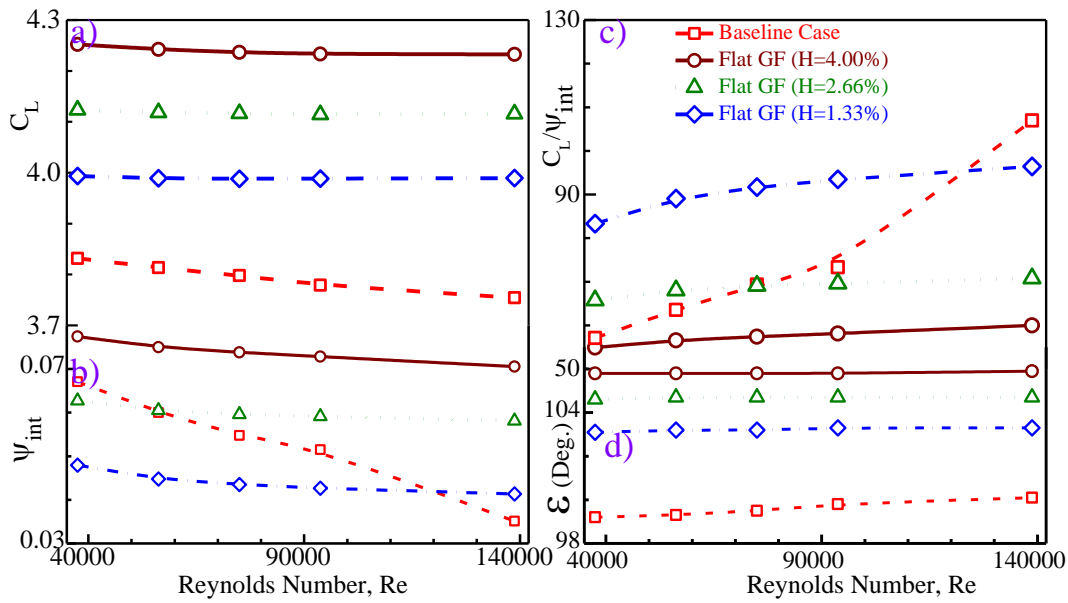 4.3
a)
C_L
4.0
3.7
0.07
b)
ψ_int
0.03
40000
90000
140000
Reynolds Number, Re
130
c)
Baseline Case
Flat GF (H=4.00%)
Flat GF (H=2.66%)
Flat GF (H=1.33%)
C_L/ψ_int
90
50
104
d)
ε (Deg.)
98
40000
90000
140000
Reynolds Number, Re